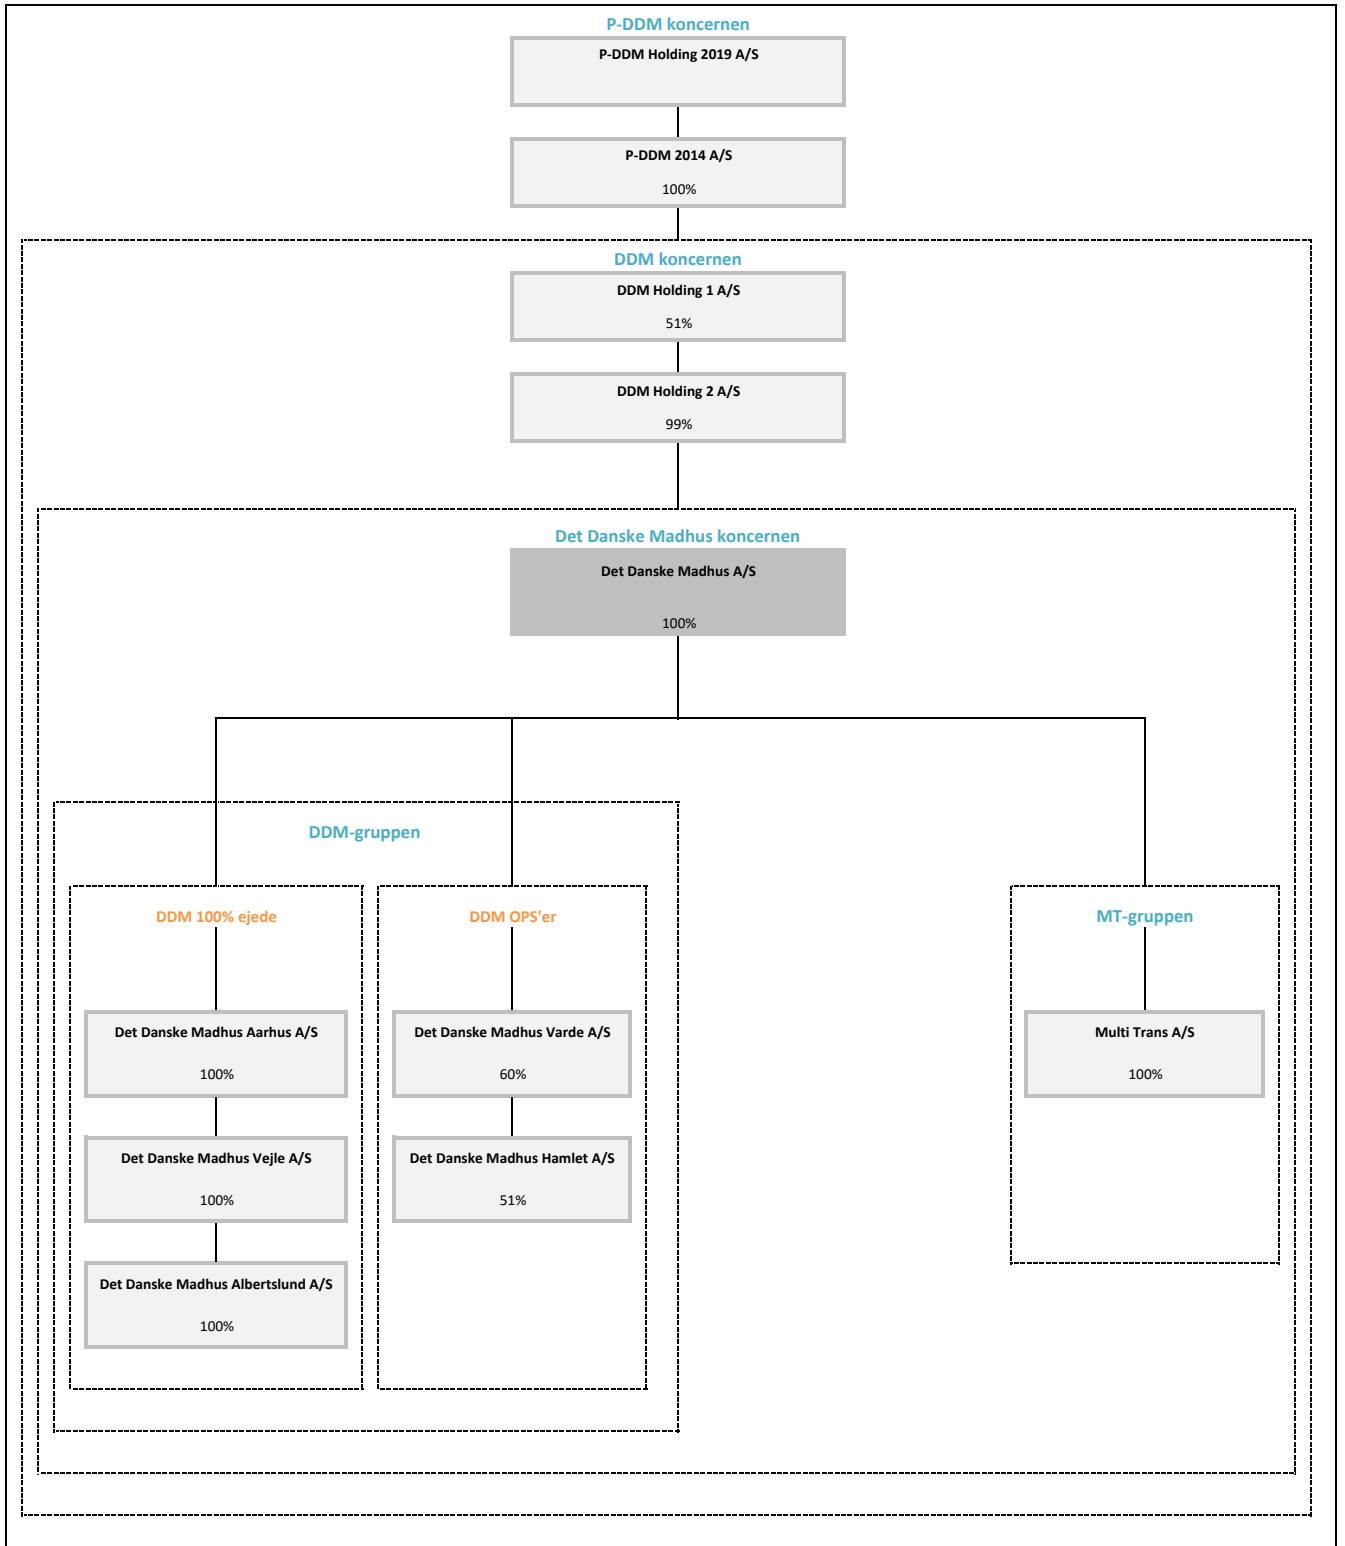 P-DDM koncernen
P-DDM Holding 2019 A/S
P-DDM 2014 A/S
100%
DDM koncernen
DDM Holding 1 A/S
51%
DDM Holding 2 A/S
99%
Det Danske Madhus koncernen
Det Danske Madhus A/S
100%
DDM-gruppen
DDM 100% ejede
DDM OPS'er
MT-gruppen
Det Danske Madhus Aarhus A/S
100%
Det Danske Madhus Varde A/S
60%
Multi Trans A/S
100%
Det Danske Madhus Vejle A/S
100%
Det Danske Madhus Hamlet A/S
51%
Det Danske Madhus Albertslund A/S
100%